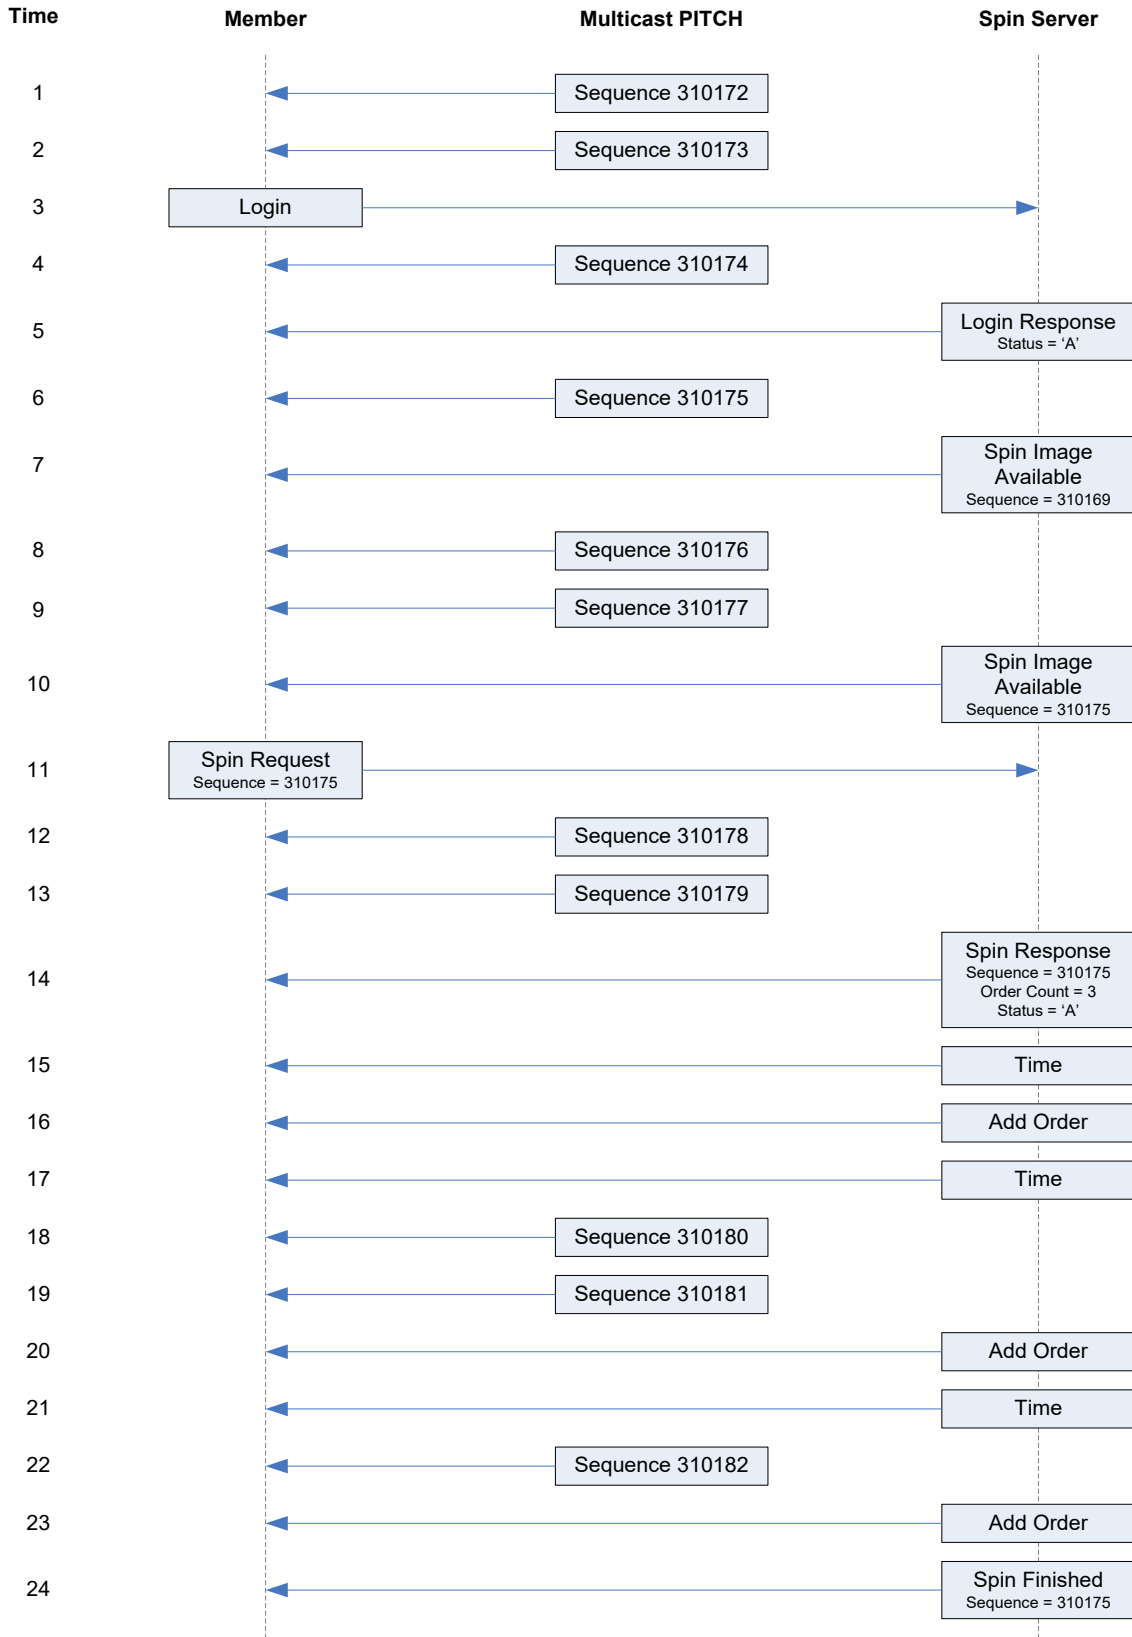 Time Member Multicast PITCH Spin Server
1 Sequence 310172
2 Sequence 310173
3 Login
4 Sequence 310174
5 Login Response
Status = ‘A’
6 Sequence 310175
7 Spin Image
Available
Sequence = 310169
8 Sequence 310176
9 Sequence 310177
10 Spin Image
Available
Sequence = 310175
11 Spin Request
Sequence = 310175
12 Sequence 310178
13 Sequence 310179
14 Spin Response
Sequence = 310175
Order Count = 3
Status = ‘A’
15 Time
16 Add Order
17 Time
18 Sequence 310180
19 Sequence 310181
20 Add Order
21 Time
22 Sequence 310182
23 Add Order
24 Spin Finished
Sequence = 310175